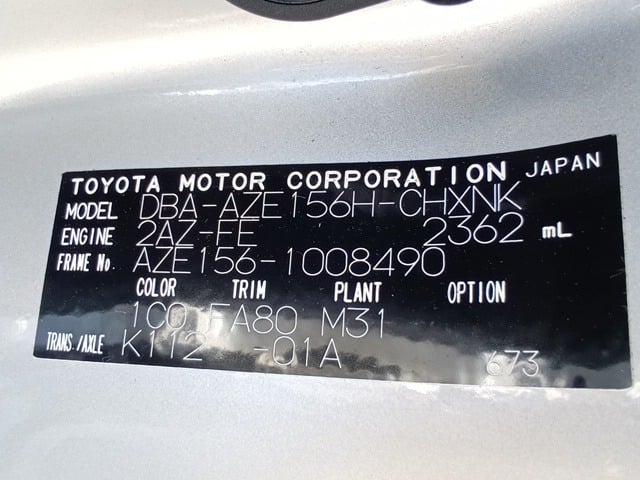 TOYOTA MOTOR CORPORATION JAPAN
MODEL DBA-AZE156H-CHXNK
ENGINE 2AZ-FE 2362 mL
FRAME No. AZE156-1008490
COLOR TRIM PLANT OPTION
1C0 FA80 M31
TRANS./AXLE K112 -01A 673